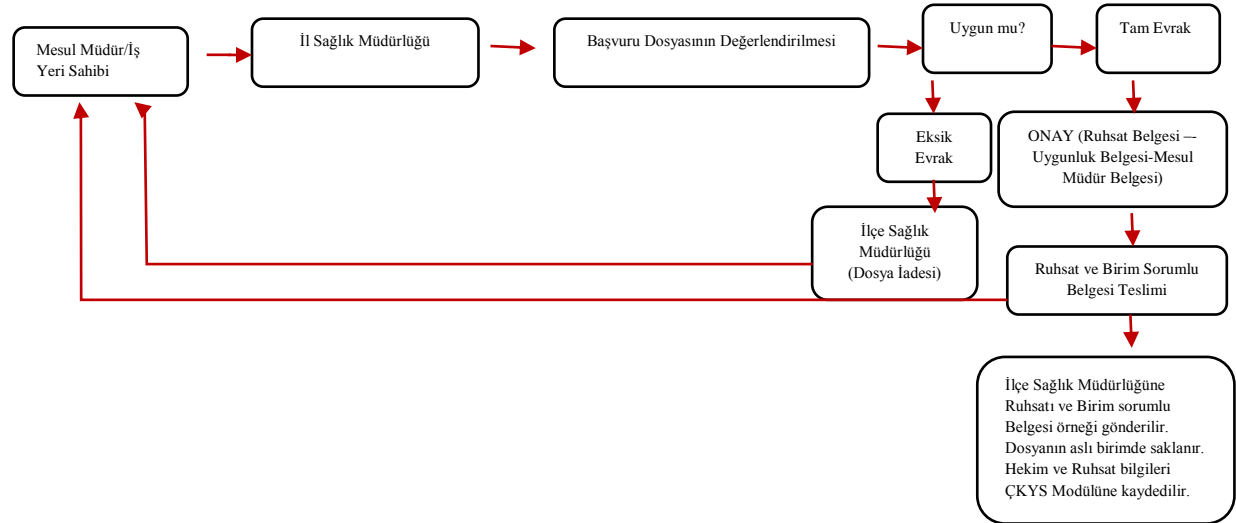 Mesul Müdür/İş
Yeri Sahibi
İl Sağlık Müdürlüğü
Başvuru Dosyasının Değerlendirilmesi
Uygun mu?
Tam Evrak
Eksik
Evrak
ONAY (Ruhsat Belgesi –-
Uygunluk Belgesi-Mesul
Müdür Belgesi)
İlçe Sağlık
Müdürlüğü
(Dosya İadesi)
Ruhsat ve Birim Sorumlu
Belgesi Teslimi
İlçe Sağlık Müdürlüğüne
Ruhsatı ve Birim sorumlu
Belgesi örneği gönderilir.
Dosyanın aslı birimde saklanır.
Hekim ve Ruhsat bilgileri
ÇKYS Modülüne kaydedilir.